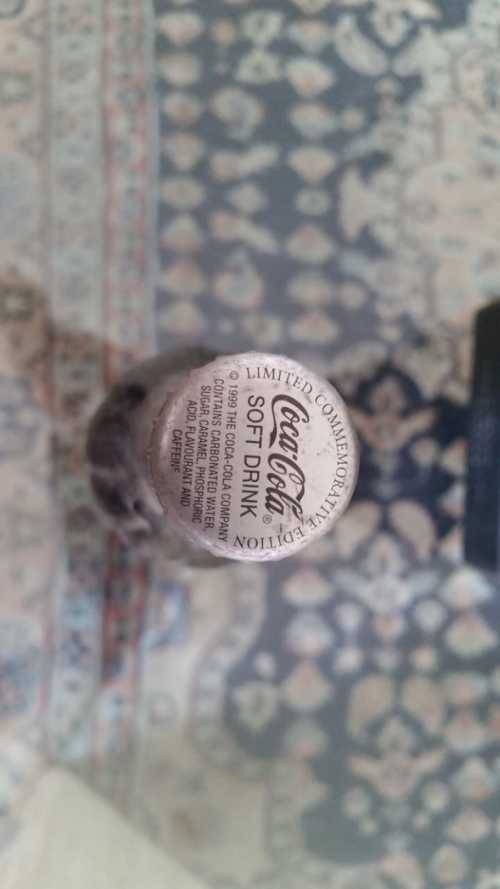 LIMITED COMMEMORATIVE EDITION
Coca-Cola®
SOFT DRINK
© 1999 THE COCA-COLA COMPANY
CONTAINS CARBONATED WATER,
SUGAR, CARAMEL, PHOSPHORIC
ACID, FLAVOURANT AND
CAFFEINE